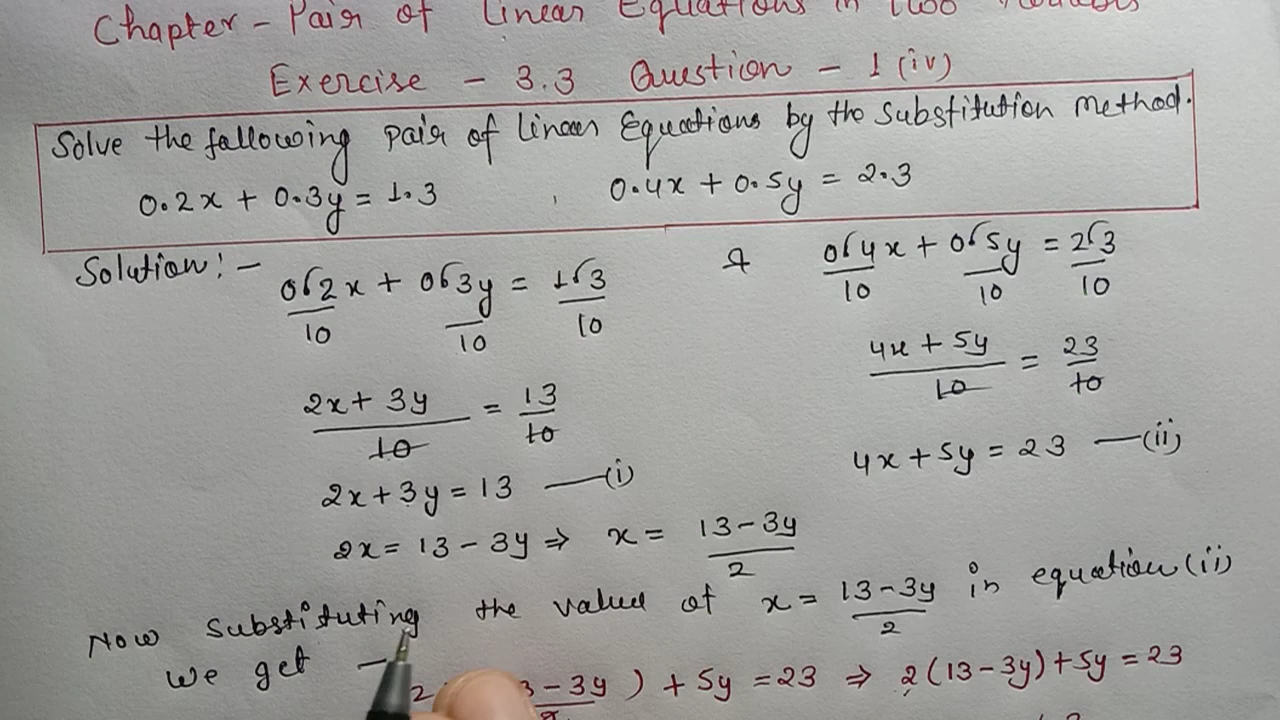 Chapter - Pair of Linear Equations in two
Exercise - 3.3 Question - 1 (iv)
Solve the fallowing pair of linear Equations by the Substitution method.
0.2x + 0.3y = 1.3 , 0.4x + 0.5y = 2.3
Solution:-
0.2x/10 + 0.3y/10 = 1.3/10 & 0.4x/10 + 0.5y/10 = 2.3/10
(2x + 3y)/10 = 13/10
(4x + 5y)/10 = 23/10
2x + 3y = 13 —(i)
4x + 5y = 23 —(ii)
2x = 13 - 3y ⇒ x = (13 - 3y)/2
Now Substituting the value of x = (13 - 3y)/2 in equation (ii)
we get —
3 - 3y ) + 5y = 23 ⇒ 2(13 - 3y) + 5y = 23